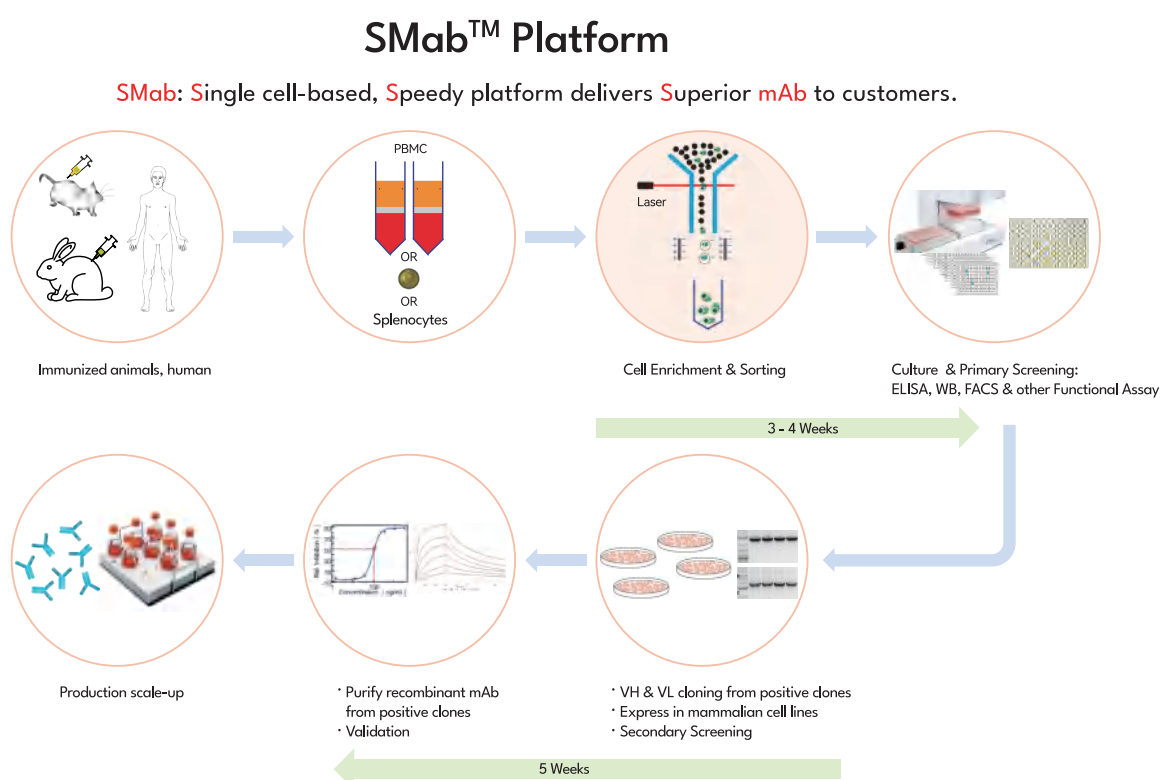 SMab™ Platform
SMab: Single cell-based, Speedy platform delivers Superior mAb to customers.
PBMC
OR
OR
Splenocytes
Laser
Immunized animals, human
Cell Enrichment & Sorting
Culture & Primary Screening:
ELISA, WB, FACS & other Functional Assay
3 - 4 Weeks
Production scale-up
· Purify recombinant mAb
from positive clones
· Validation
· VH & VL cloning from positive clones
· Express in mammalian cell lines
· Secondary Screening
5 Weeks